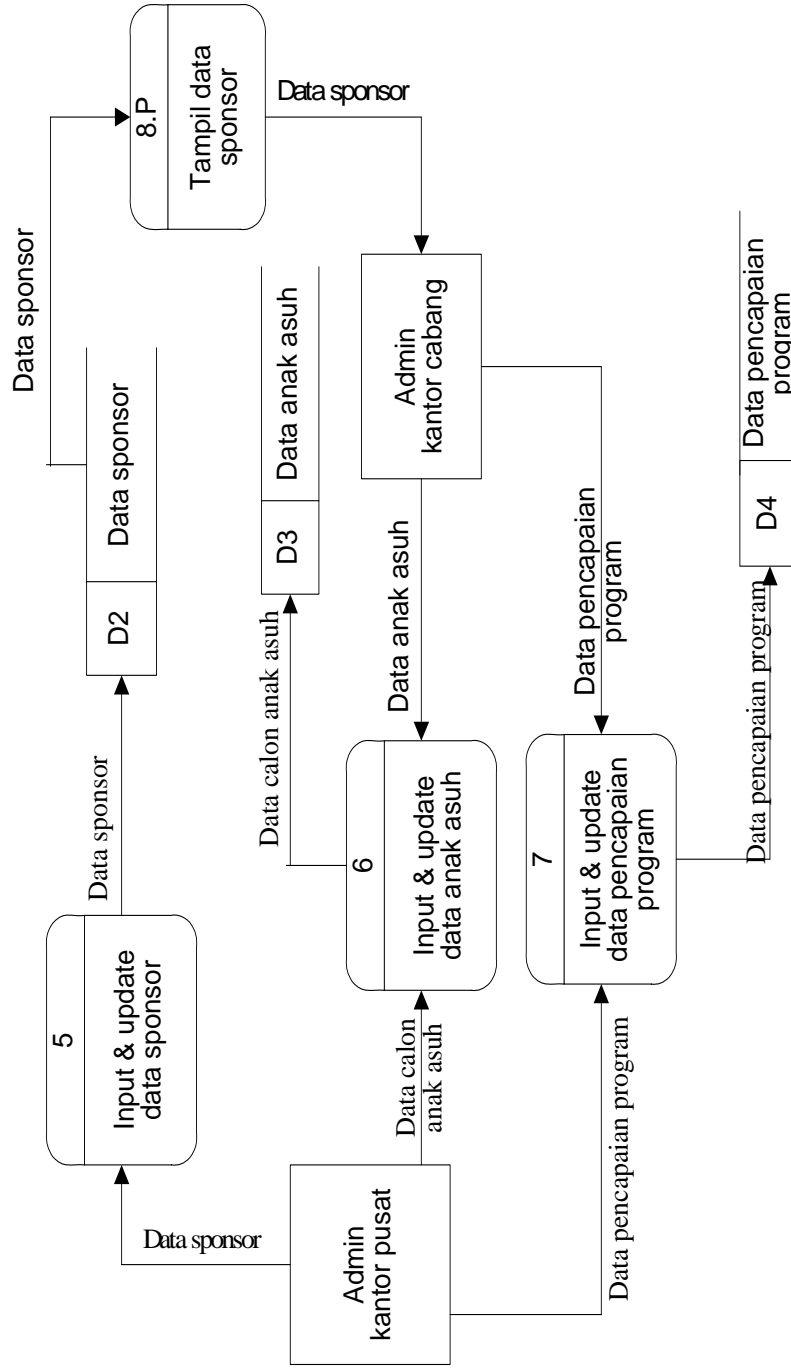 Data sponsor
5
Input & update
data sponsor
Data sponsor
D2
Data sponsor
Data sponsor
8.P
Tampil data
sponsor
Data sponsor
Admin
kantor pusat
Data calon
anak asuh
6
Input & update
data anak asuh
Data calon anak asuh
D3
Data anak asuh
Data anak asuh
Admin
kantor cabang
Data pencapaian program
7
Input & update
data pencapaian
program
Data pencapaian
program
Data pencapaian program
D4
Data pencapaian
program